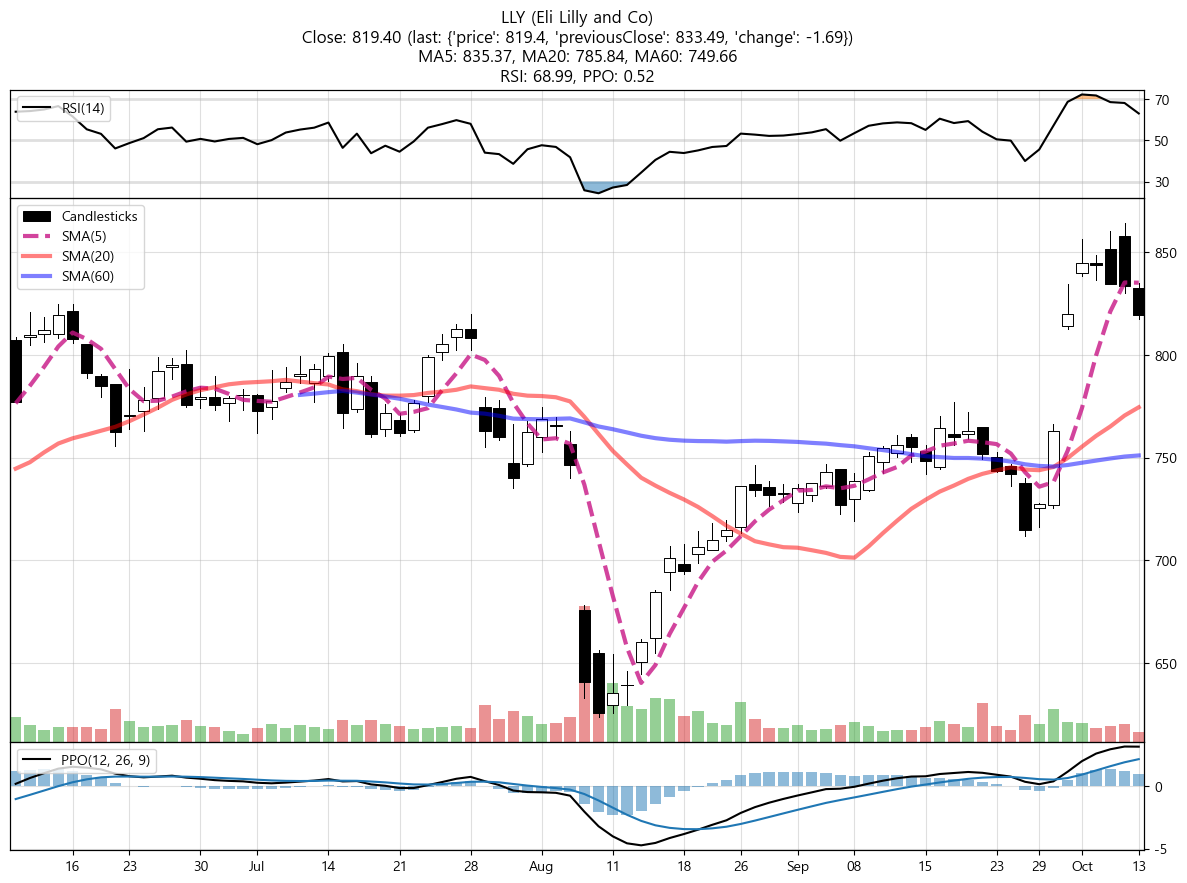 LLY (Eli Lilly and Co)
Close: 819.40 (last: {'price': 819.4, 'previousClose': 833.49, 'change': -1.69})
MA5: 835.37, MA20: 785.84, MA60: 749.66
RSI: 68.99, PPO: 0.52
RSI(14)
70
50
30
Candlesticks
SMA(5)
SMA(20)
SMA(60)
850
800
750
700
650
PPO(12, 26, 9)
0
-5
16 23 30 Jul 14 21 28 Aug 11 18 26 Sep 08 15 23 29 Oct 13